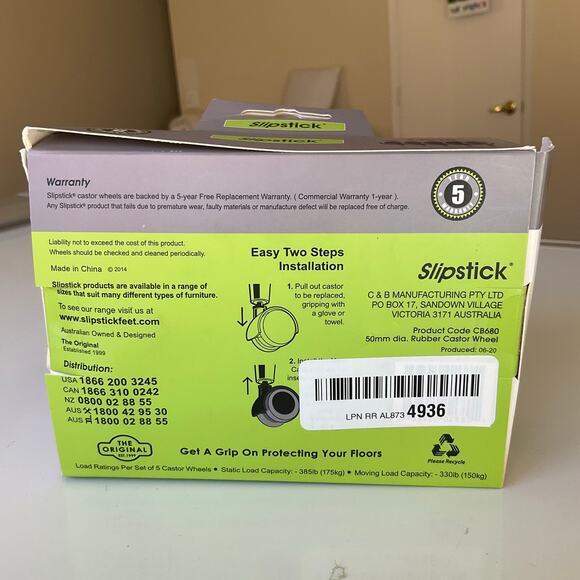 Slipstick®
Slipstick®
Warranty
Slipstick® castor wheels are backed by a 5-year Free Replacement Warranty. ( Commercial Warranty 1-year ).
Any Slipstick® product that fails due to premature wear, faulty materials or manufacture defect will be replaced free of charge.
YEAR
5
WARRANTY
Liability not to exceed the cost of this product.
Wheels should be checked and cleaned periodically.
Made in China © 2014
Slipstick products are available in a range of
sizes that suit many different types of furniture.
To see our range visit us at
www.slipstickfeet.com
Australian Owned & Designed
The Original
Established 1999
Distribution:
USA 1866 200 3245
CAN 1866 310 0242
NZ 0800 02 88 55
AUS 1800 42 95 30
AUS 1800 02 88 55
Easy Two Steps
Installation
1. Pull out castor
to be replaced,
gripping with
a glove or
towel.
2.
Slipstick®
C & B MANUFACTURING PTY LTD
PO BOX 17, SANDOWN VILLAGE
VICTORIA 3171 AUSTRALIA
Product Code CB680
50mm dia. Rubber Castor Wheel
Produced: 06-20
LPN RR AL873 4936
THE
ORIGINAL
EST.1999
Get A Grip On Protecting Your Floors
Please Recycle
Load Ratings Per Set of 5 Castor Wheels • Static Load Capacity: - 385lb (175kg) • Moving Load Capacity: - 330lb (150kg)